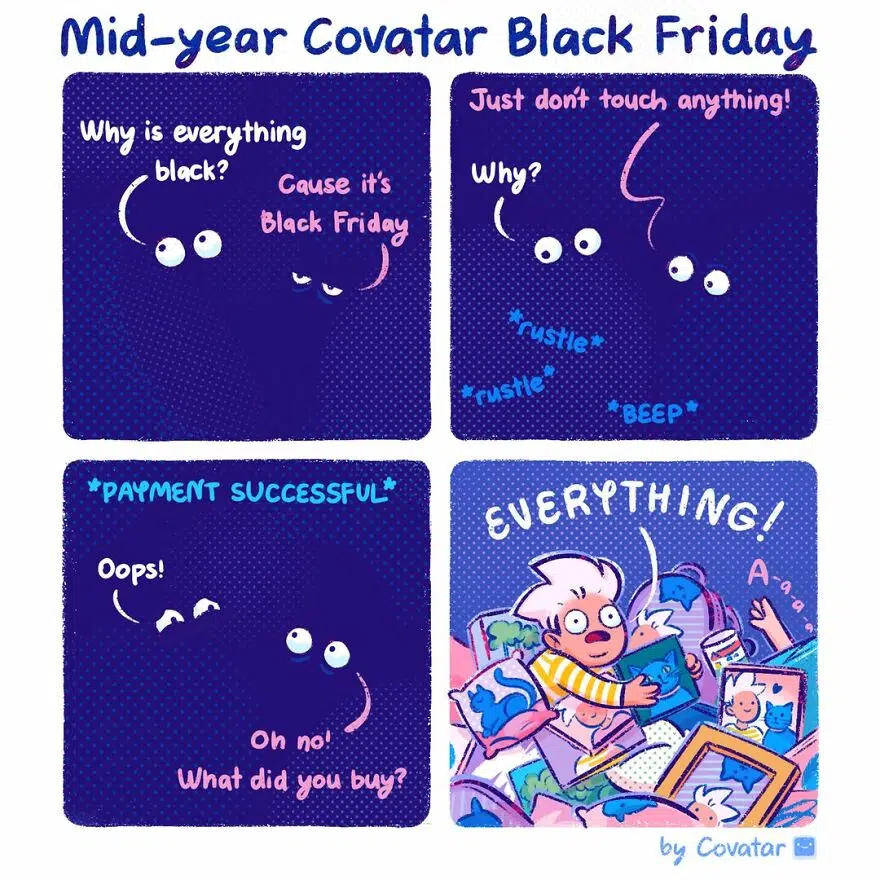 Mid-year Covatar Black Friday
Why is everything
black?
Cause it's
Black Friday
Just don't touch anything!
Why?
*rustle*
*rustle*
*BEEP*
*PAYMENT SUCCESSFUL*
Oops!
Oh no!
What did you buy?
EVERYTHING!
A-a-a-a
by Covatar